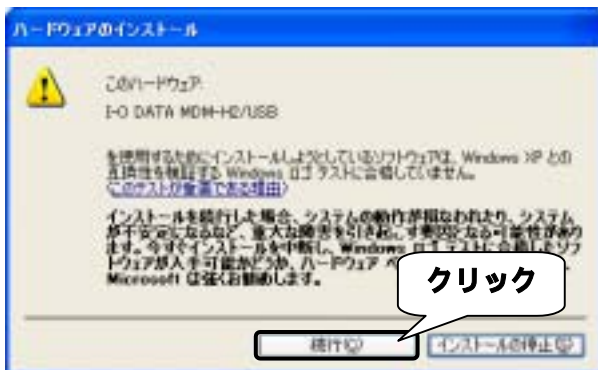 ハードウェアのインストール
このハードウェア:
I-O DATA MDM-H2/USB
を使用するためにインストールしようとしているソフトウェアは、Windows XP との
互換性を検証する Windows ロゴ テストに合格していません。
(このテストが重要である理由)
インストールを続行した場合、システムの動作が損なわれたり、システム
が不安定になるなど、重大な障害を引き起こす要因となる可能性があり
ます。今すぐインストールを中断し、Windows ロゴ テストに合格したソフ
トウェアが入手可能かどうか、ハードウェア ベ
Microsoft は強くお勧めします。
クリック
続行(C)
インストールの停止(S)